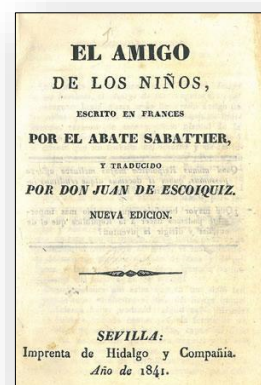 EL AMIGO
DE LOS NIÑOS,
ESCRITO EN FRANCES
POR EL ABATE SABATTIER,
Y TRADUCIDO
POR DON JUAN DE ESCOIQUIZ.
NUEVA EDICION.
SEVILLA:
Imprenta de Hidalgo y Compañia.
Año de 1841.